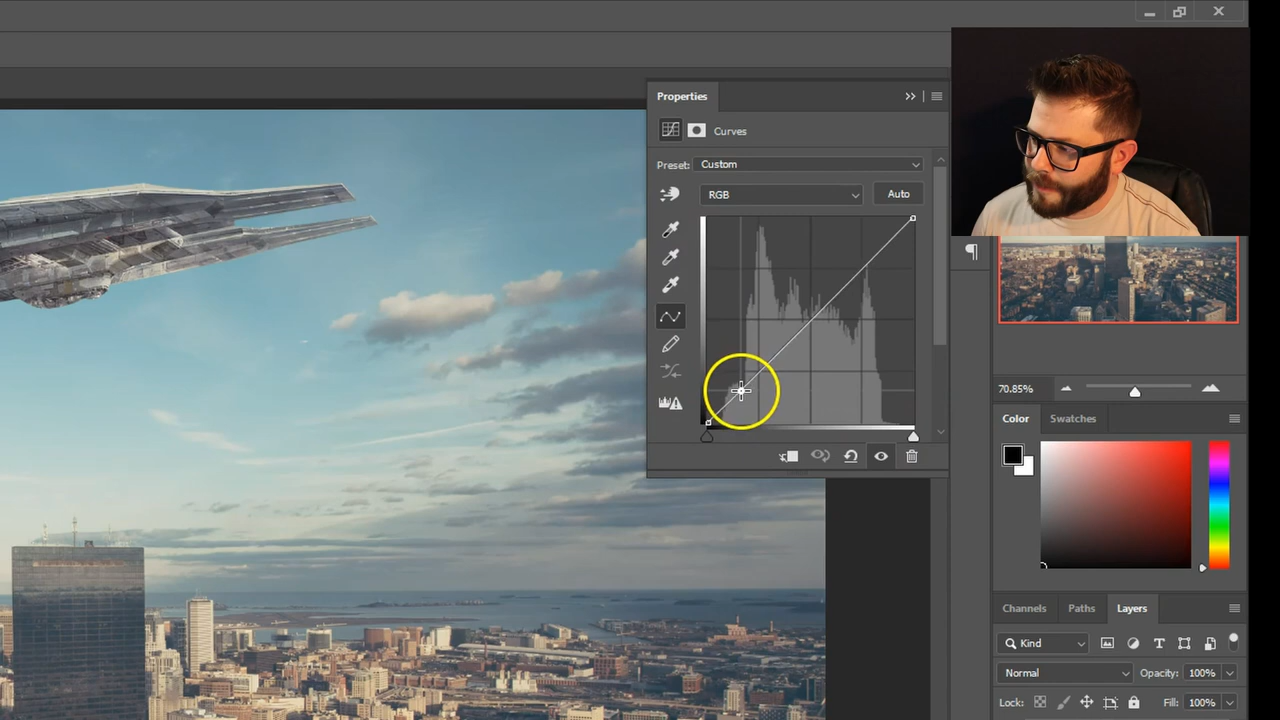 Properties
Curves
Preset: Custom
RGB
Auto
70.85%
Color
Swatches
Channels
Paths
Layers
Kind
Normal
Opacity: 100%
Lock:
Fill: 100%